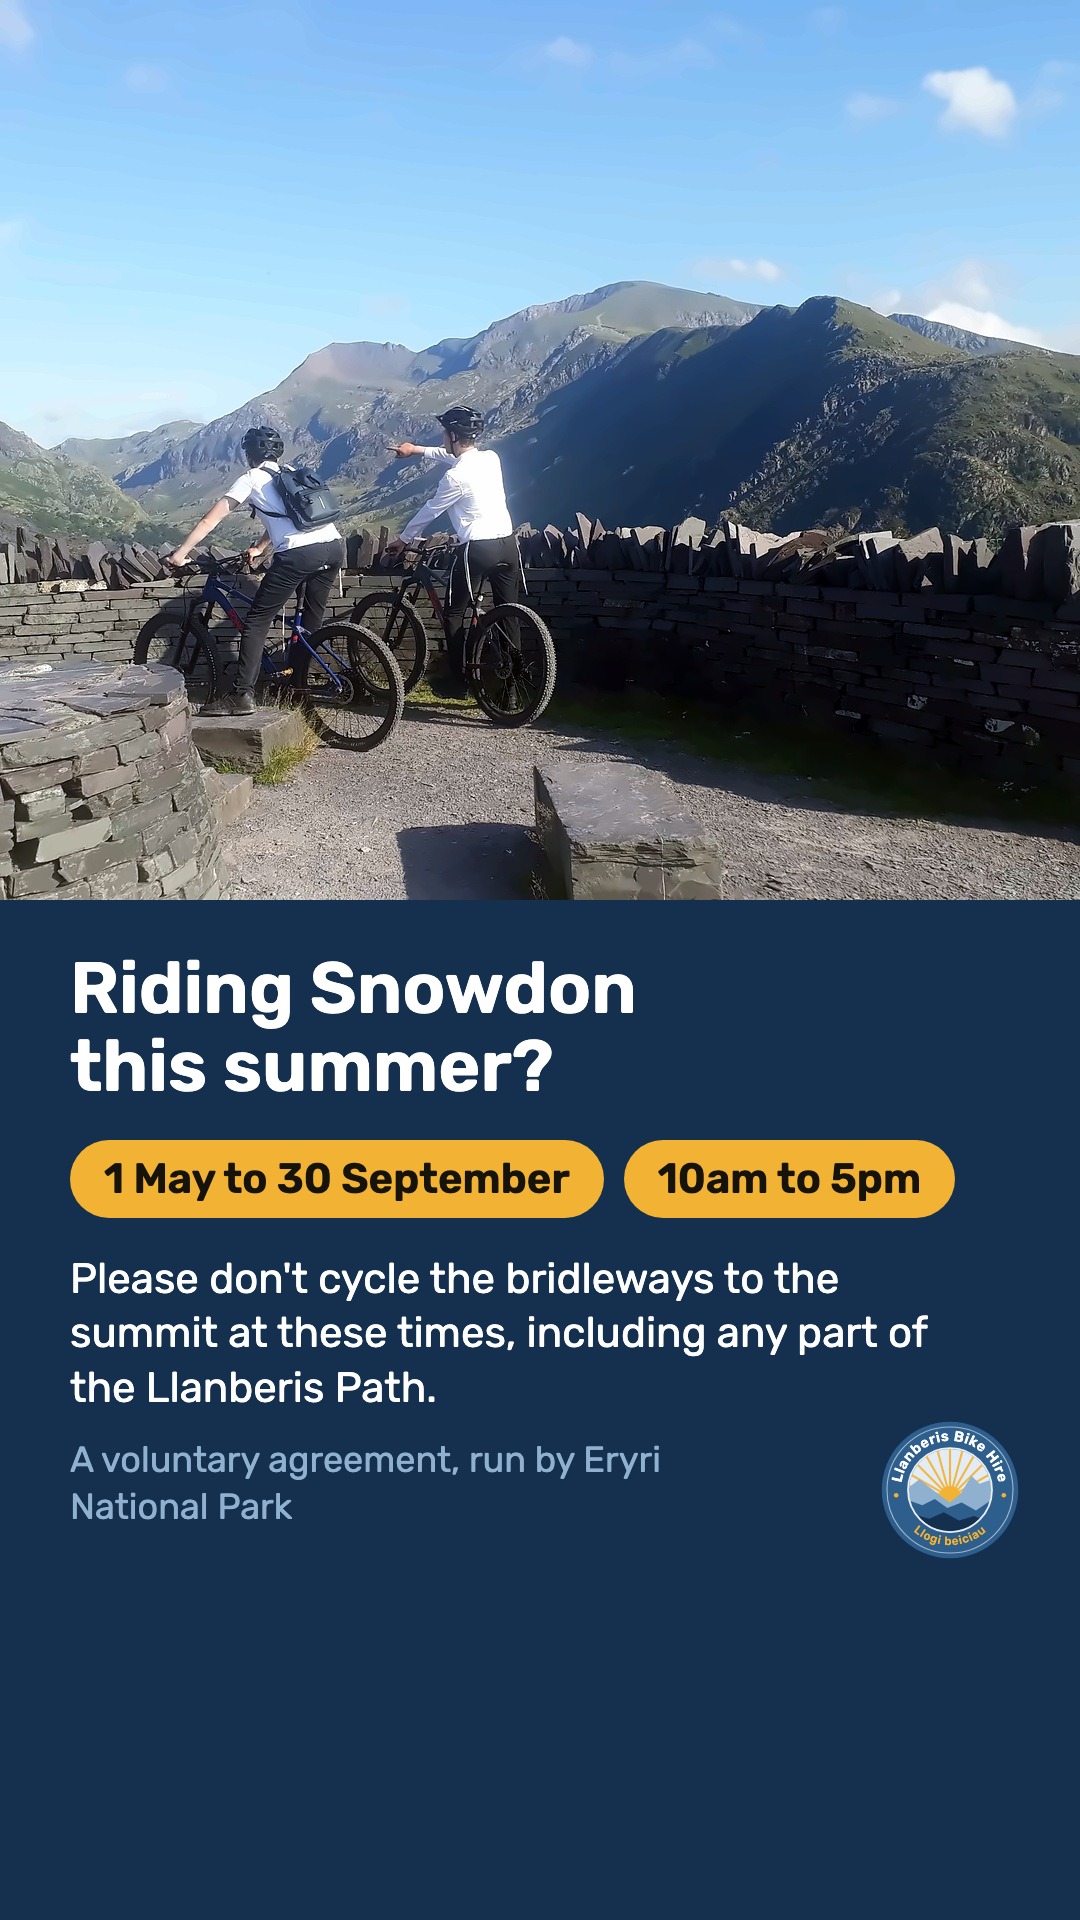 Riding Snowdon
this summer?
1 May to 30 September
10am to 5pm
Please don't cycle the bridleways to the
summit at these times, including any part of
the Llanberis Path.
A voluntary agreement, run by Eryri
National Park
Llanberis Bike Hire
Llogi beiciau